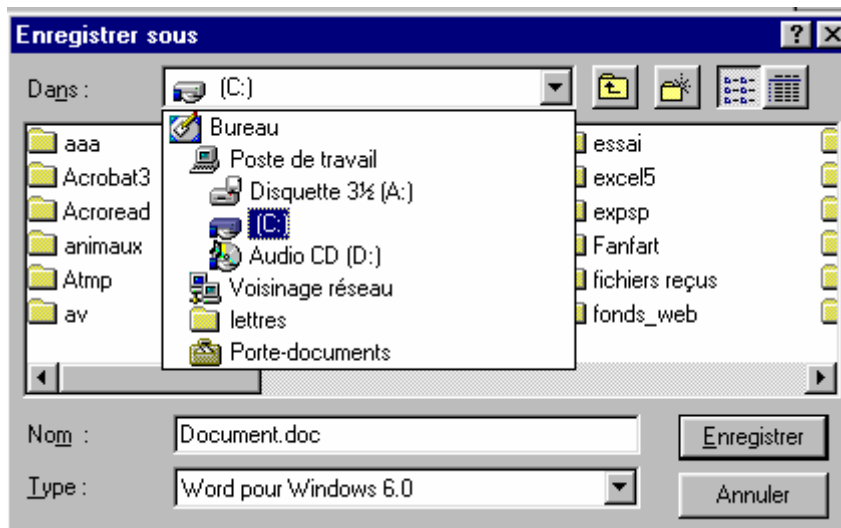 Enregistrer sous
Dans : (C:)
Bureau
aaa Poste de travail essai
Acrobat3 Disquette 3½ (A:) excel5
Acroread (C:) expsp
animaux Audio CD (D:) Fanfart
Atmp Voisinage réseau fichiers reçus
av lettres fonds_web
Porte-documents
Nom : Document.doc Enregistrer
Type : Word pour Windows 6.0 Annuler